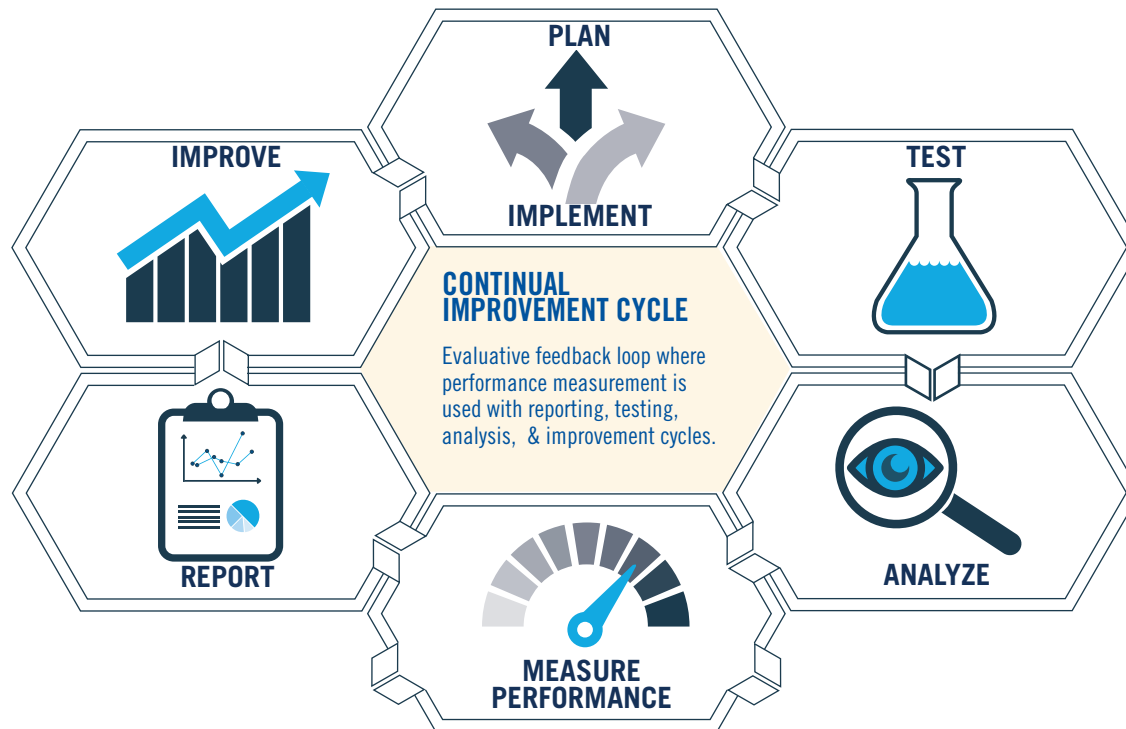 PLAN
IMPLEMENT
IMPROVE
TEST
CONTINUAL
IMPROVEMENT CYCLE
Evaluative feedback loop where
performance measurement is
used with reporting, testing,
analysis, & improvement cycles.
REPORT
ANALYZE
MEASURE
PERFORMANCE